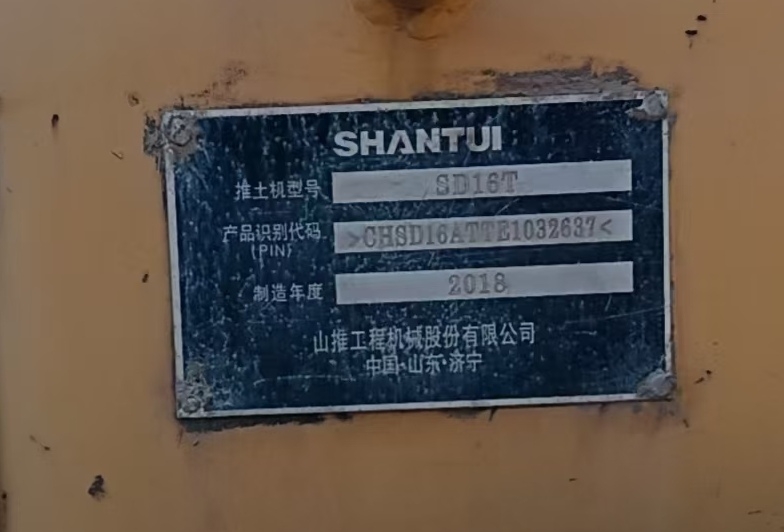 SHANTUI
推土机型号 SD16T
产品识别代码 >CHSD16ATTE1032637<
(PIN)
制造年度 2018
山推工程机械股份有限公司
中国·山东·济宁